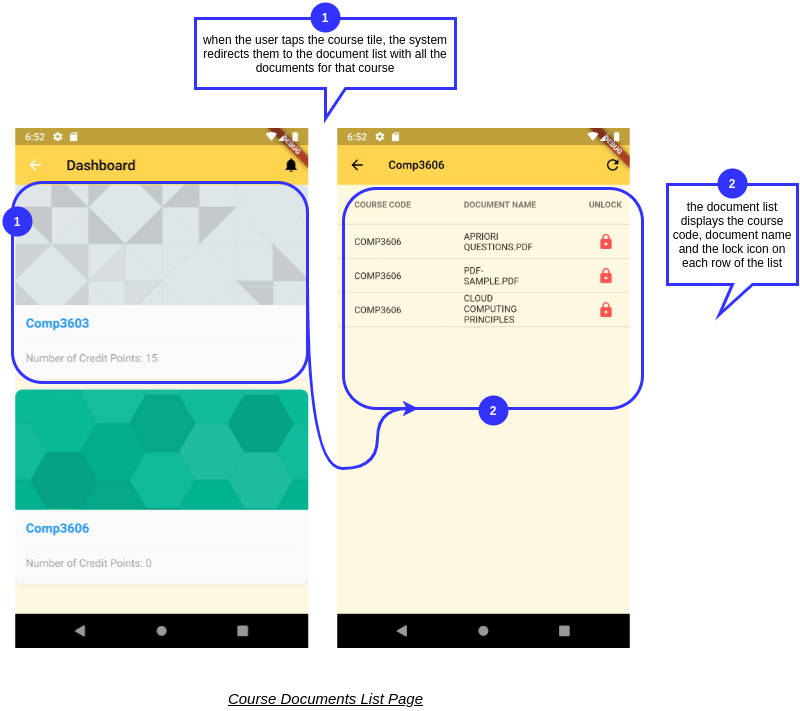 1
when the user taps the course tile, the system
redirects them to the document list with all the
documents for that course
6:52
DEBUG
Dashboard
1
Comp3603
Number of Credit Points: 15
Comp3606
Number of Credit Points: 0
6:52
DEBUG
Comp3606
COURSE CODE DOCUMENT NAME UNLOCK
COMP3606 APRIORI
QUESTIONS.PDF
COMP3606 PDF-
SAMPLE.PDF
COMP3606 CLOUD
COMPUTING
PRINCIPLES
2
2
the document list
displays the course
code, document name
and the lock icon on
each row of the list
Course Documents List Page